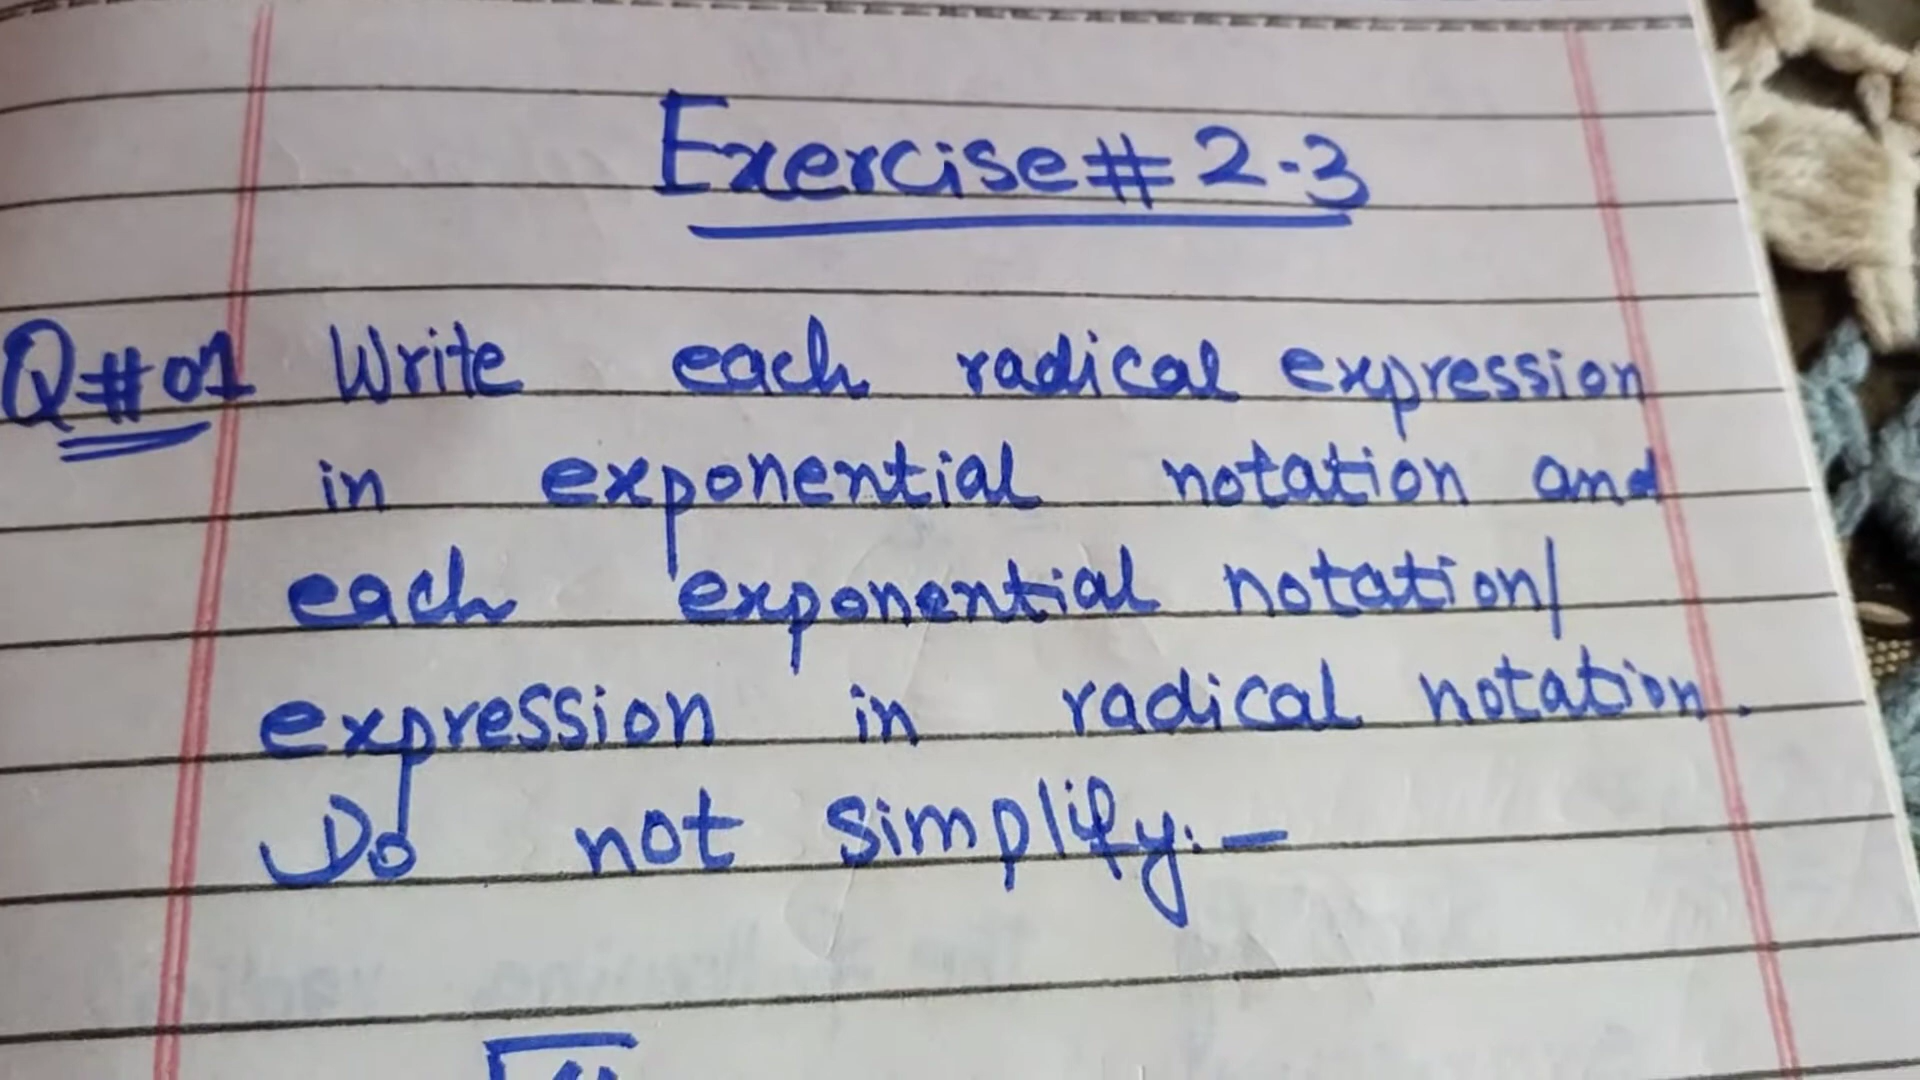 Exercise # 2.3
Q#01 Write each radical expression
in exponential notation and
each exponential notation/
expression in radical notation.
Do not simplify:-